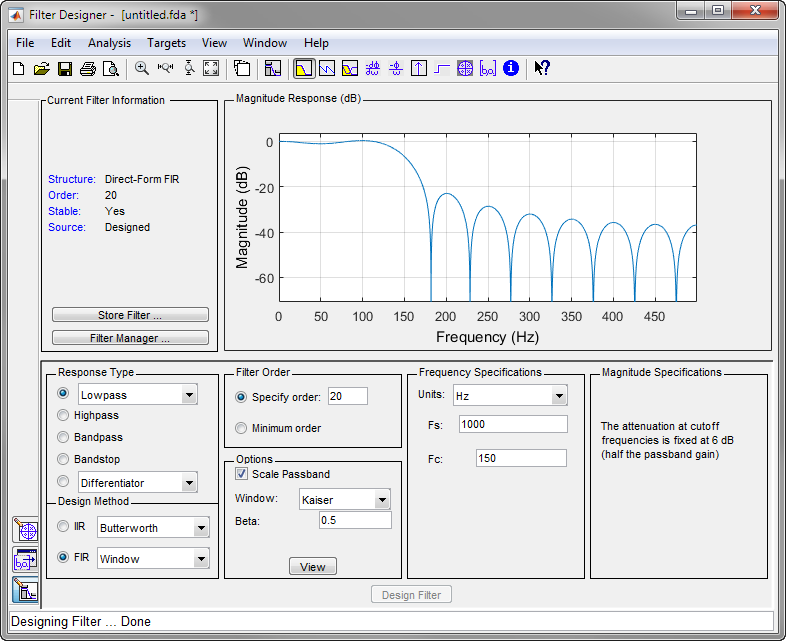 Filter Designer -  [untitled.fda *]
File Edit Analysis Targets View Window Help
Current Filter Information
Structure: Direct-Form FIR
Order: 20
Stable: Yes
Source: Designed
Store Filter ...
Filter Manager ...
Magnitude Response (dB)
Magnitude (dB)
0
-20
-40
-60
0 50 100 150 200 250 300 350 400 450
Frequency (Hz)
Response Type
Lowpass
Highpass
Bandpass
Bandstop
Differentiator
Design Method
IIR Butterworth
FIR Window
Filter Order
Specify order: 20
Minimum order
Options
Scale Passband
Window: Kaiser
Beta: 0.5
View
Frequency Specifications
Units: Hz
Fs: 1000
Fc: 150
Magnitude Specifications
The attenuation at cutoff
frequencies is fixed at 6 dB
(half the passband gain)
Design Filter
Designing Filter ... Done